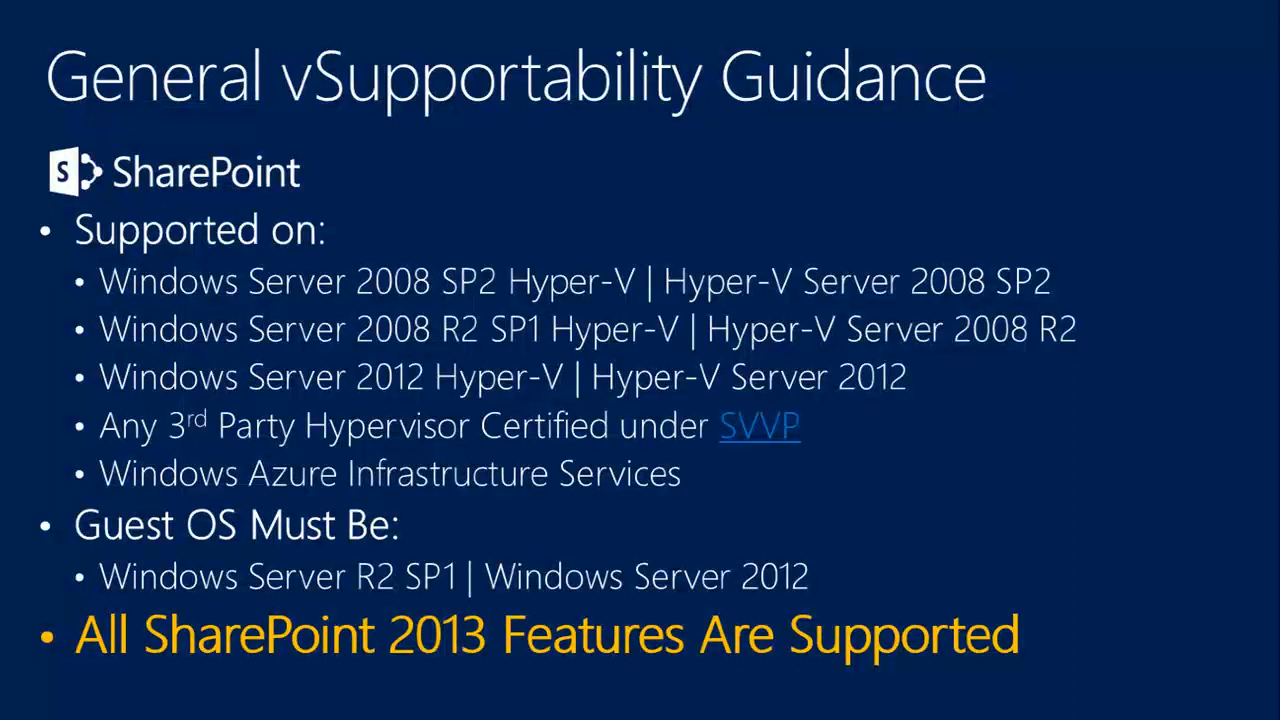 General vSupportability Guidance
S SharePoint
• Supported on:
• Windows Server 2008 SP2 Hyper-V | Hyper-V Server 2008 SP2
• Windows Server 2008 R2 SP1 Hyper-V | Hyper-V Server 2008 R2
• Windows Server 2012 Hyper-V | Hyper-V Server 2012
• Any 3rd Party Hypervisor Certified under SVVP
• Windows Azure Infrastructure Services
• Guest OS Must Be:
• Windows Server R2 SP1 | Windows Server 2012
• All SharePoint 2013 Features Are Supported